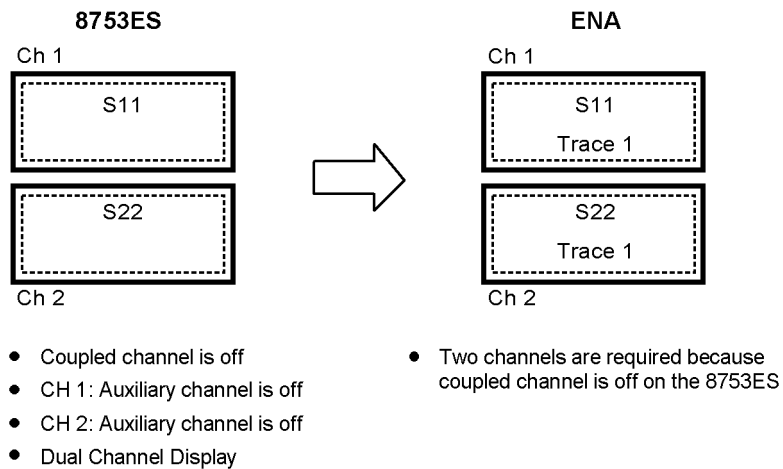 8753ES
Ch 1
S11
S22
Ch 2
ENA
Ch 1
S11
Trace 1
S22
Trace 1
Ch 2
● Coupled channel is off
● CH 1: Auxiliary channel is off
● CH 2: Auxiliary channel is off
● Dual Channel Display
● Two channels are required because
coupled channel is off on the 8753ES